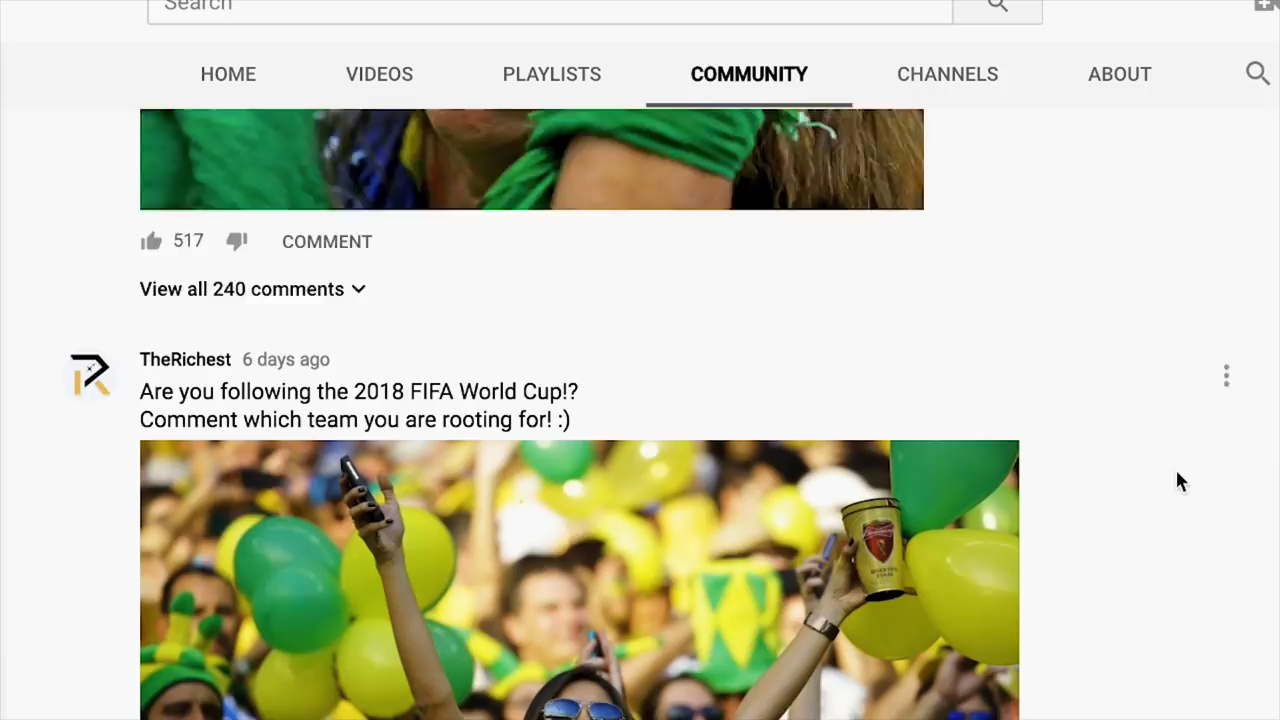 Search
HOME VIDEOS PLAYLISTS COMMUNITY CHANNELS ABOUT
517 COMMENT
View all 240 comments
TheRichest 6 days ago
Are you following the 2018 FIFA World Cup!?
Comment which team you are rooting for! :)